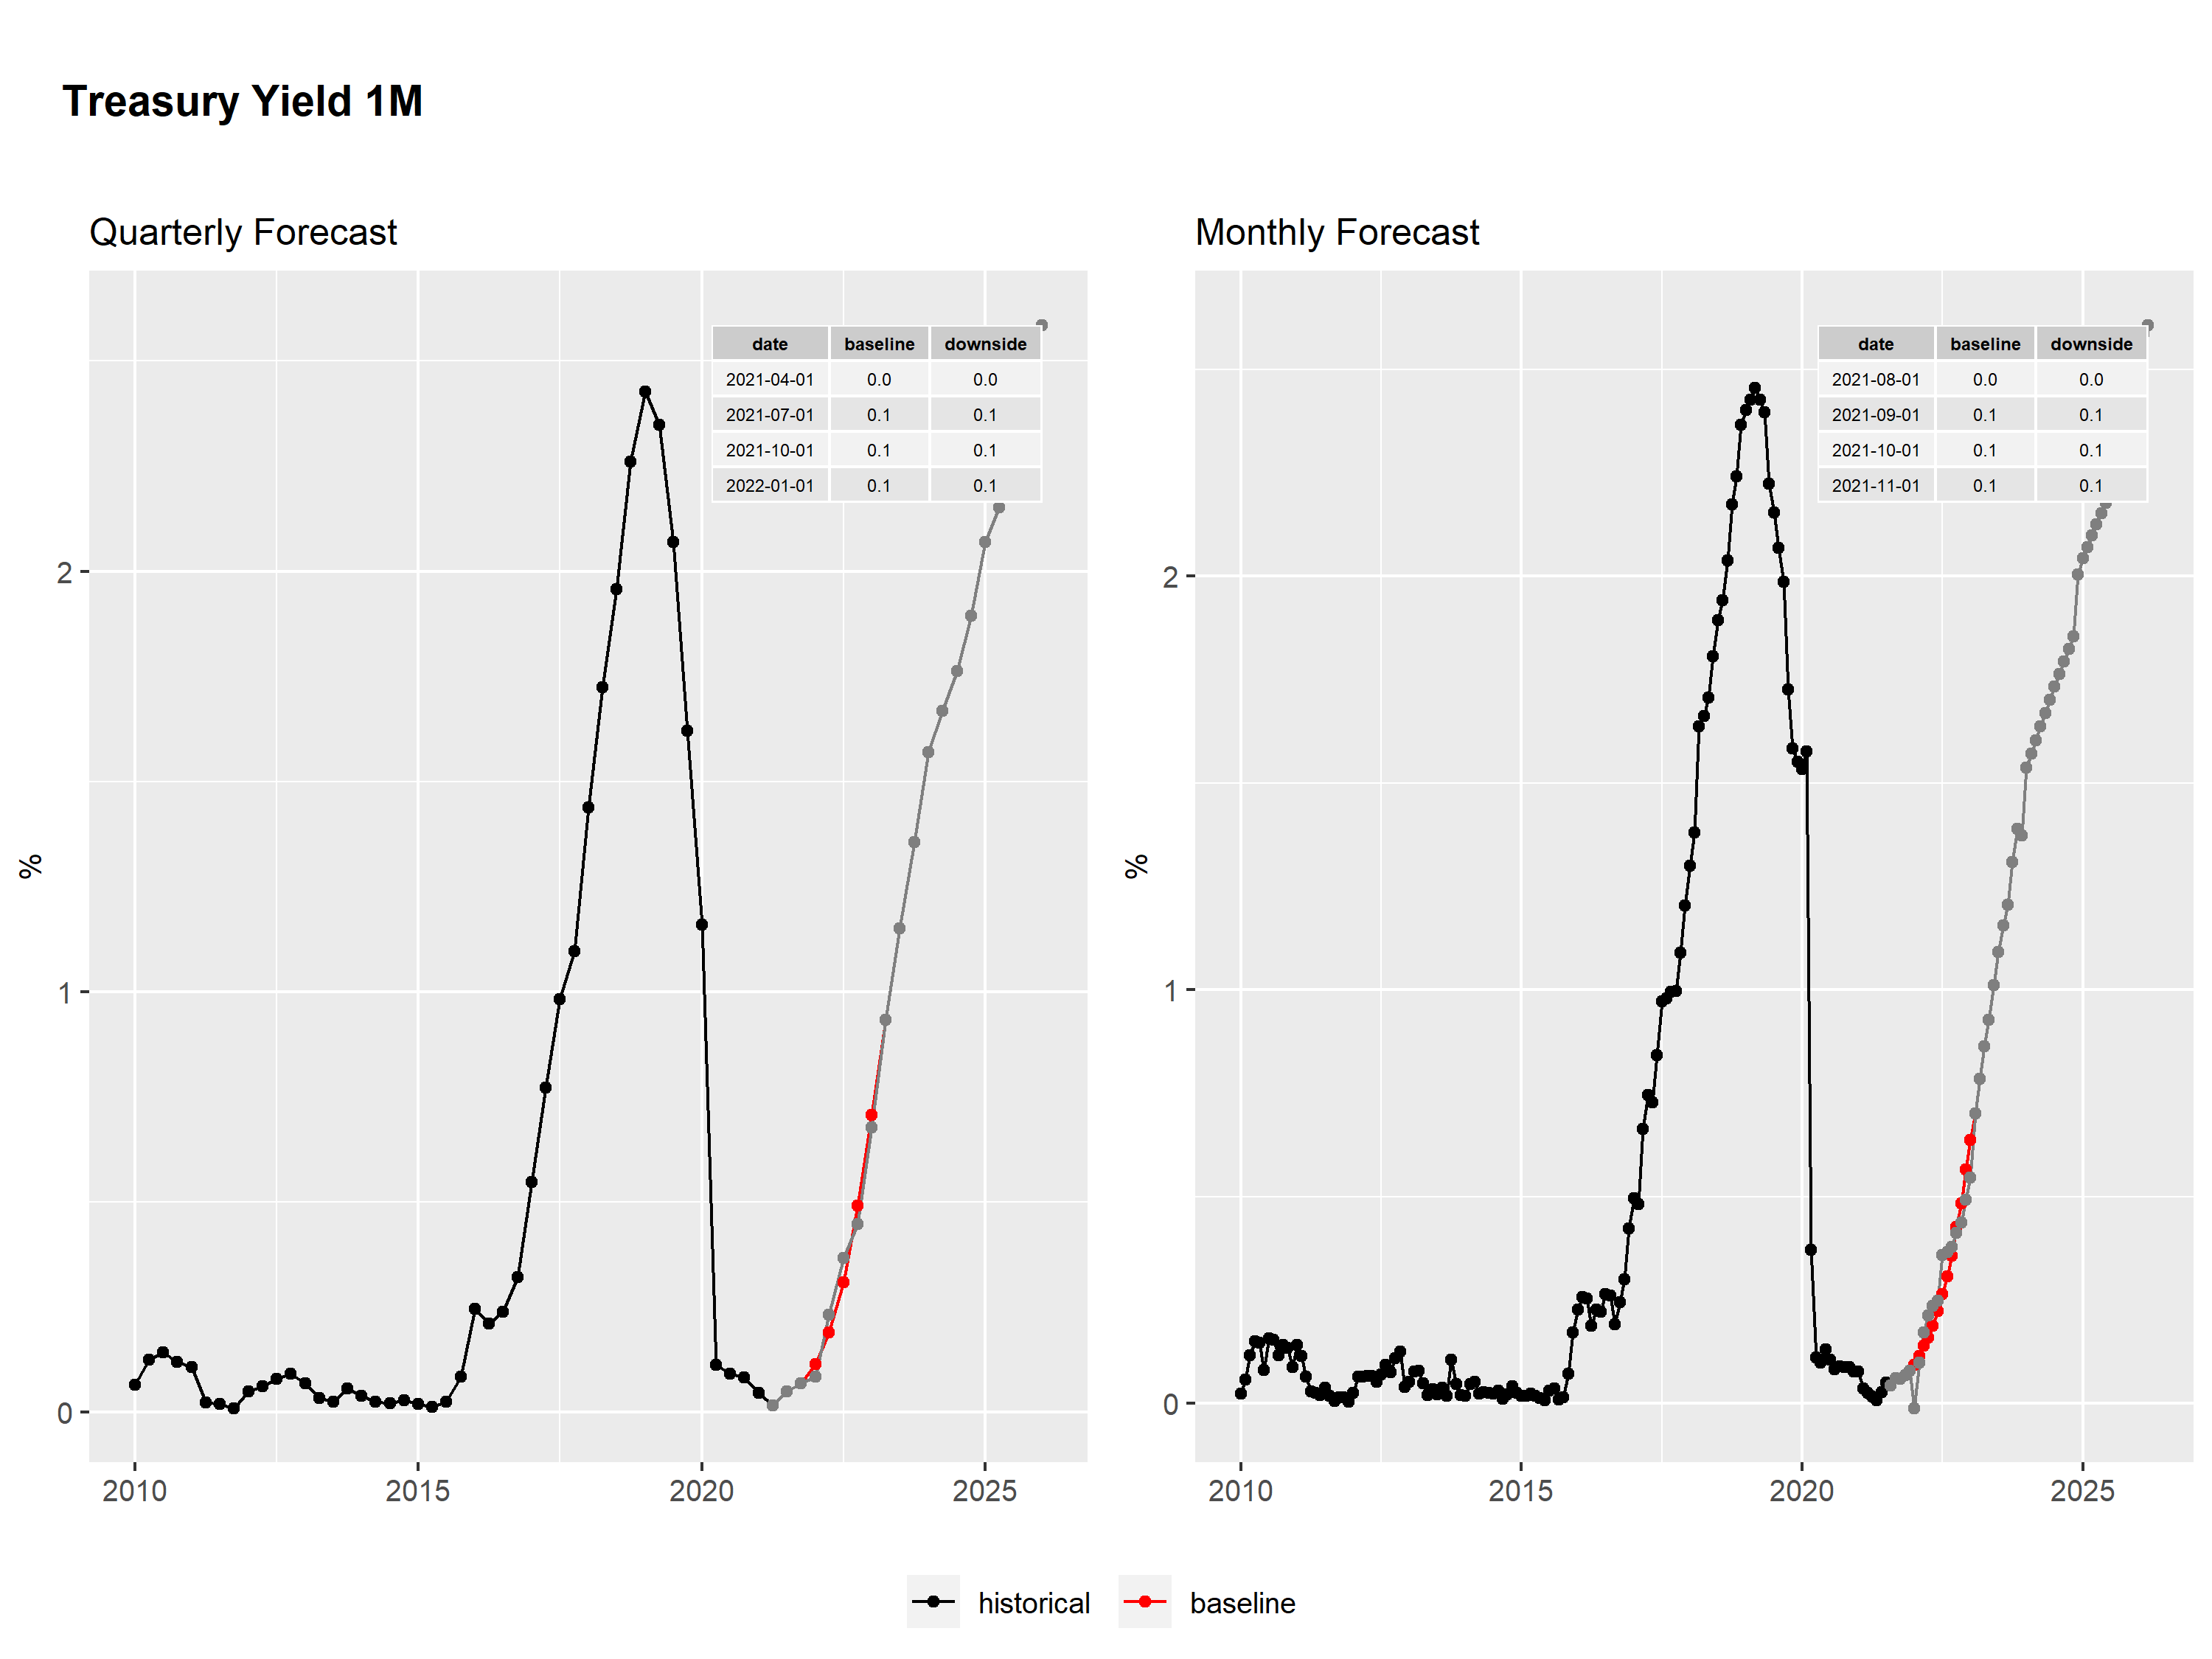 Treasury Yield 1M
Quarterly Forecast
date baseline downside
2021-04-01 0.0 0.0
2021-07-01 0.1 0.1
2021-10-01 0.1 0.1
2022-01-01 0.1 0.1
2
1
0
%
2010 2015 2020 2025
Monthly Forecast
date baseline downside
2021-08-01 0.0 0.0
2021-09-01 0.1 0.1
2021-10-01 0.1 0.1
2021-11-01 0.1 0.1
2
1
0
%
2010 2015 2020 2025
historical baseline